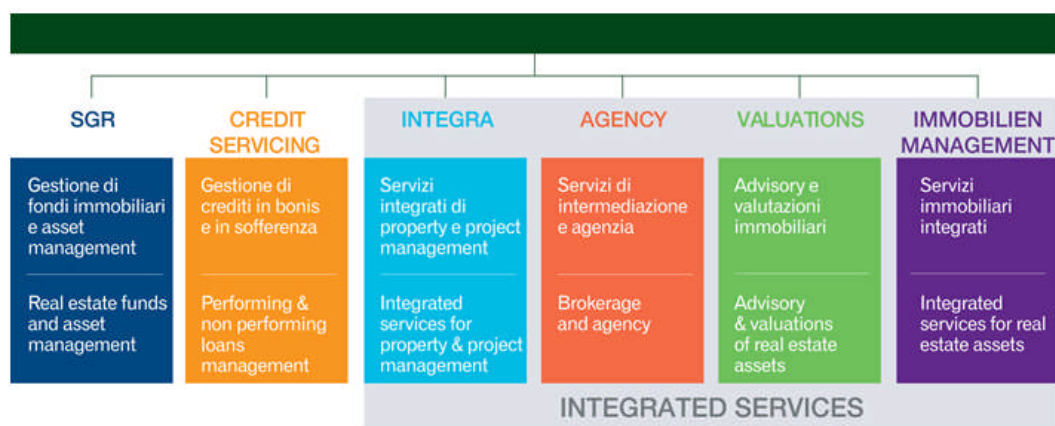 SGR
Gestione di
fondi immobiliari
e asset
management
Real estate funds
and asset
management
CREDIT
SERVICING
Gestione di
crediti in bonis
e in sofferenza
Performing &
non performing
loans
management
INTEGRA
Servizi
integrati di
property e project
management
Integrated
services for
property & project
management
AGENCY
Servizi di
intermediazione
e agenzia
Brokerage
and agency
VALUATIONS
Advisory e
valutazioni
immobiliari
Advisory
& valuations
of real estate
assets
IMMOBILIEN
MANAGEMENT
Servizi
immobiliari
integrati
Integrated
services for real
estate assets
INTEGRATED SERVICES